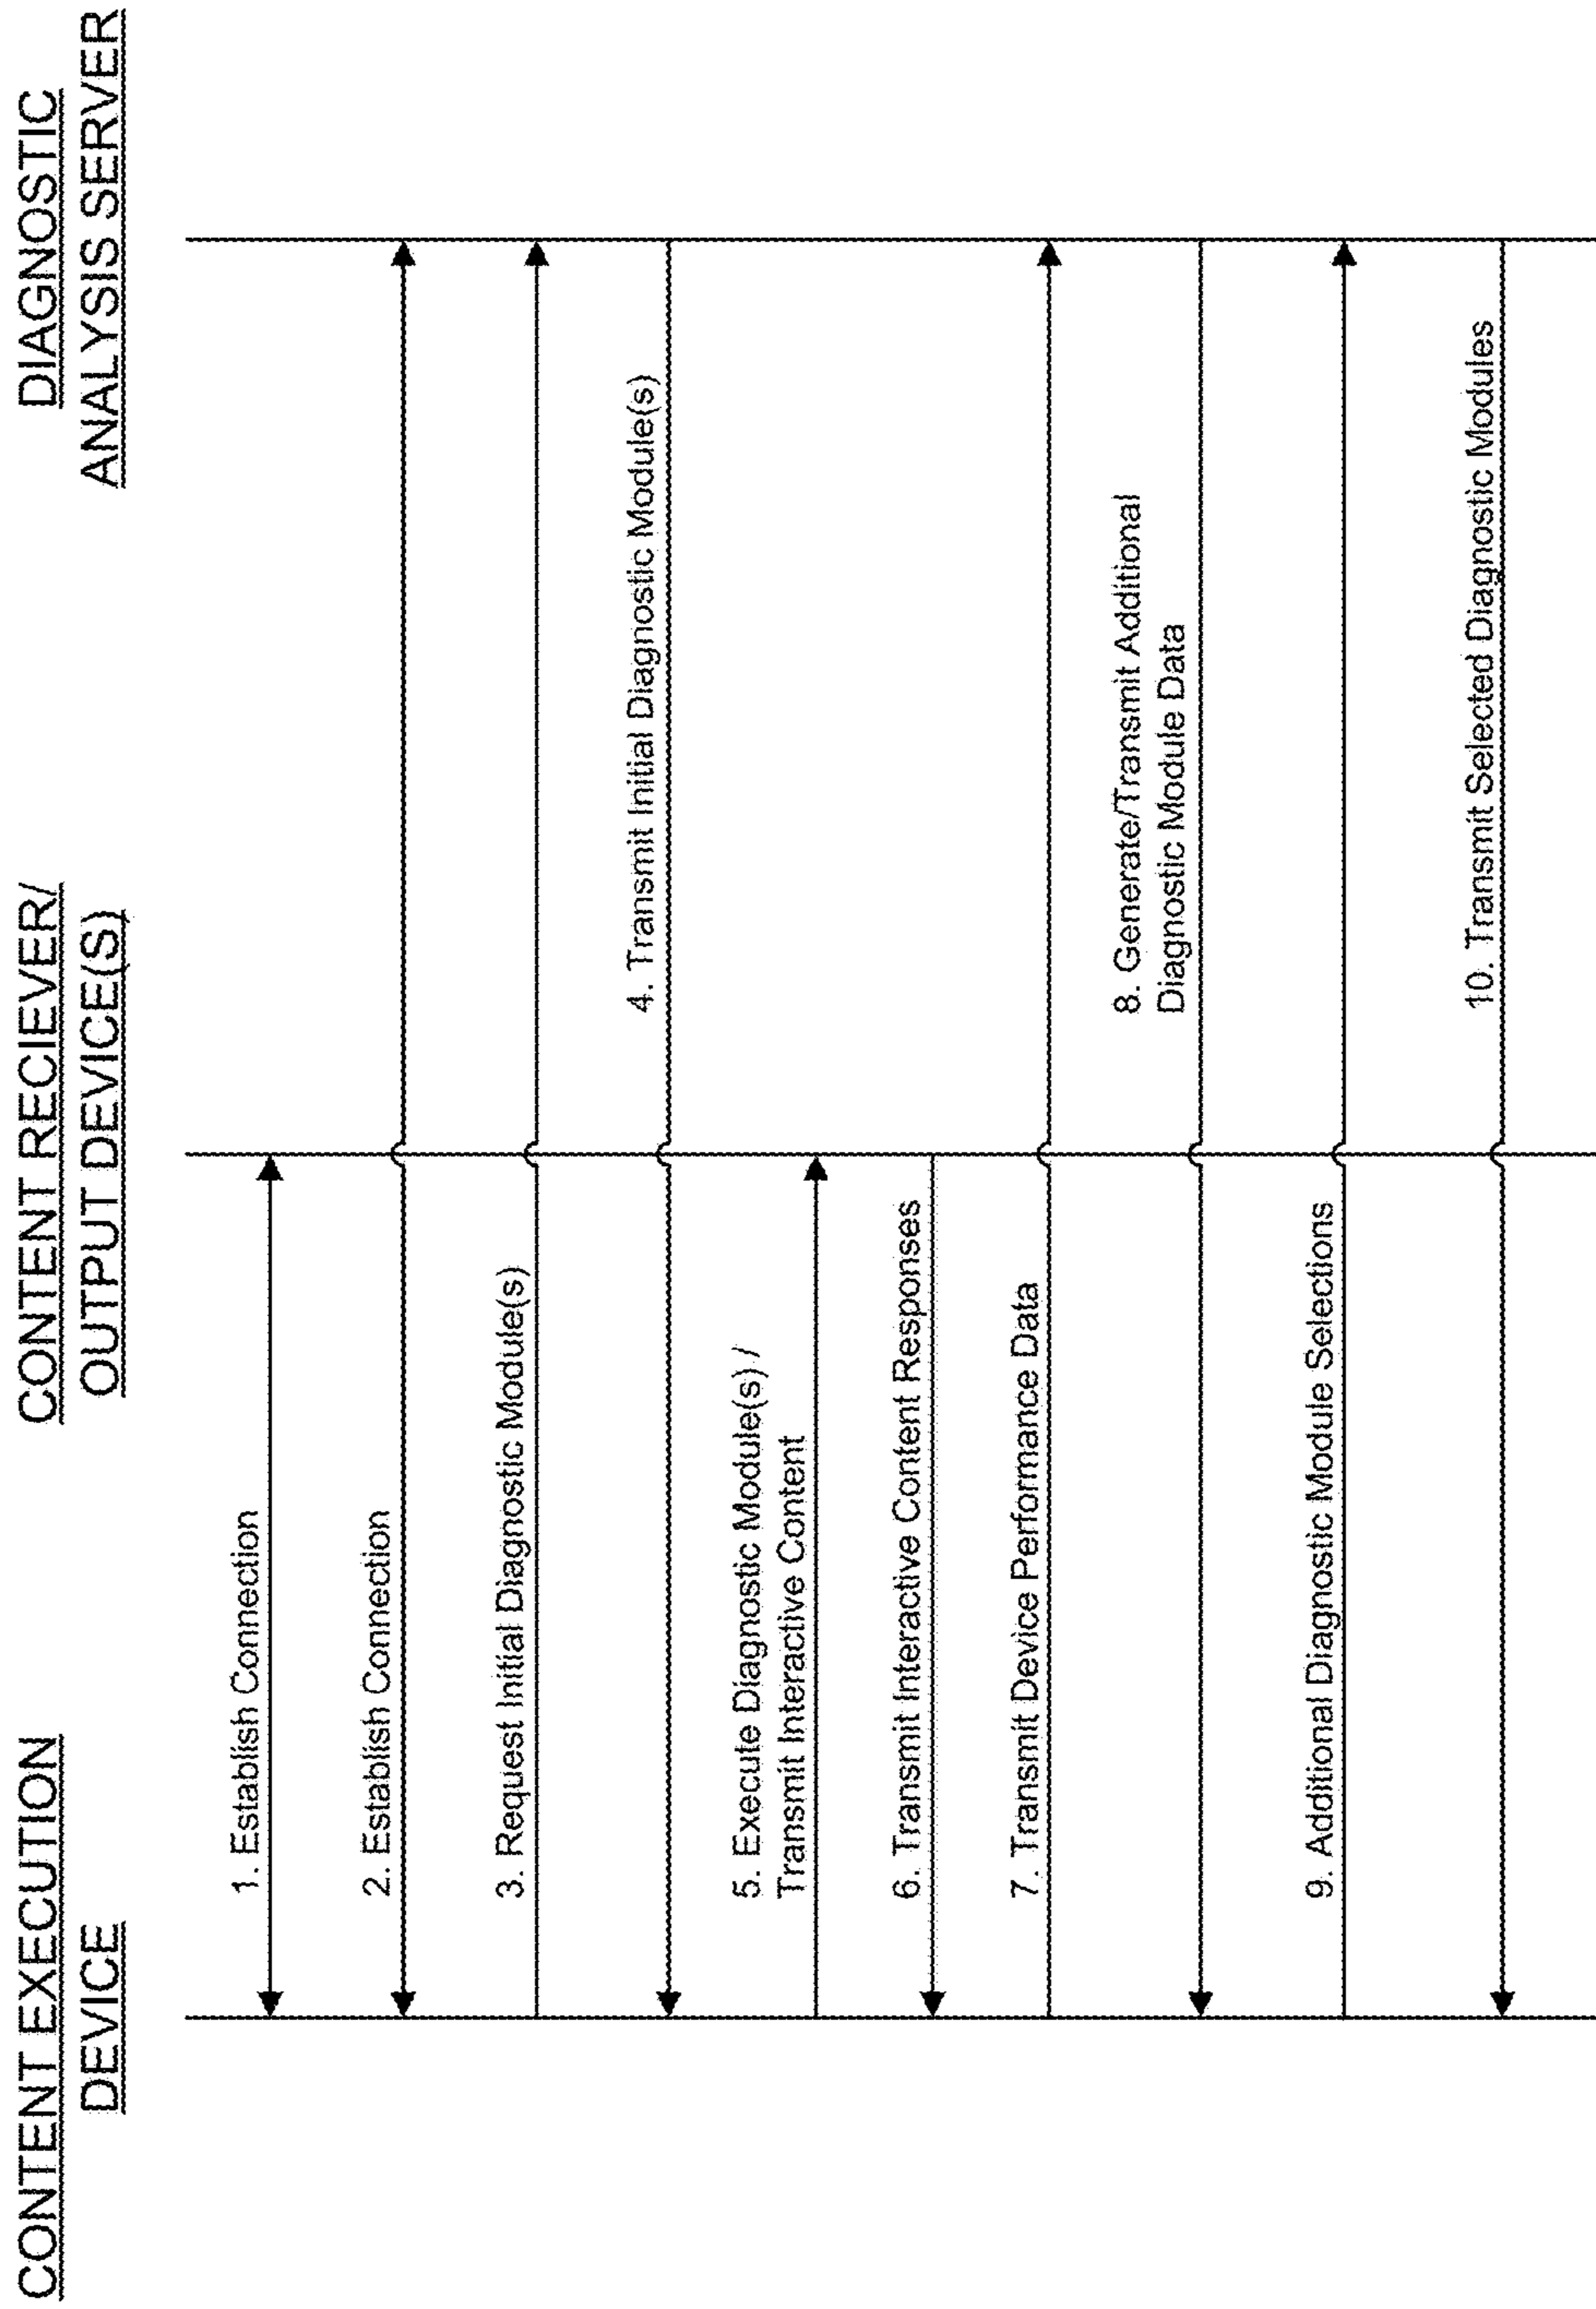 CONTENT EXECUTION
DEVICE
CONTENT RECIEVER/
OUTPUT DEVICE(S)
DIAGNOSTIC
ANALYSIS SERVER
1. Establish Connection
2. Establish Connection
3. Request Initial Diagnostic Module(s)
4. Transmit Initial Diagnostic Module(s)
5. Execute Diagnostic Module(s) /
Transmit Interactive Content
6. Transmit Interactive Content Responses
7. Transmit Device Performance Data
8. Generate/Transmit Additional
Diagnostic Module Data
9. Additional Diagnostic Module Selections
10. Transmit Selected Diagnostic Modules